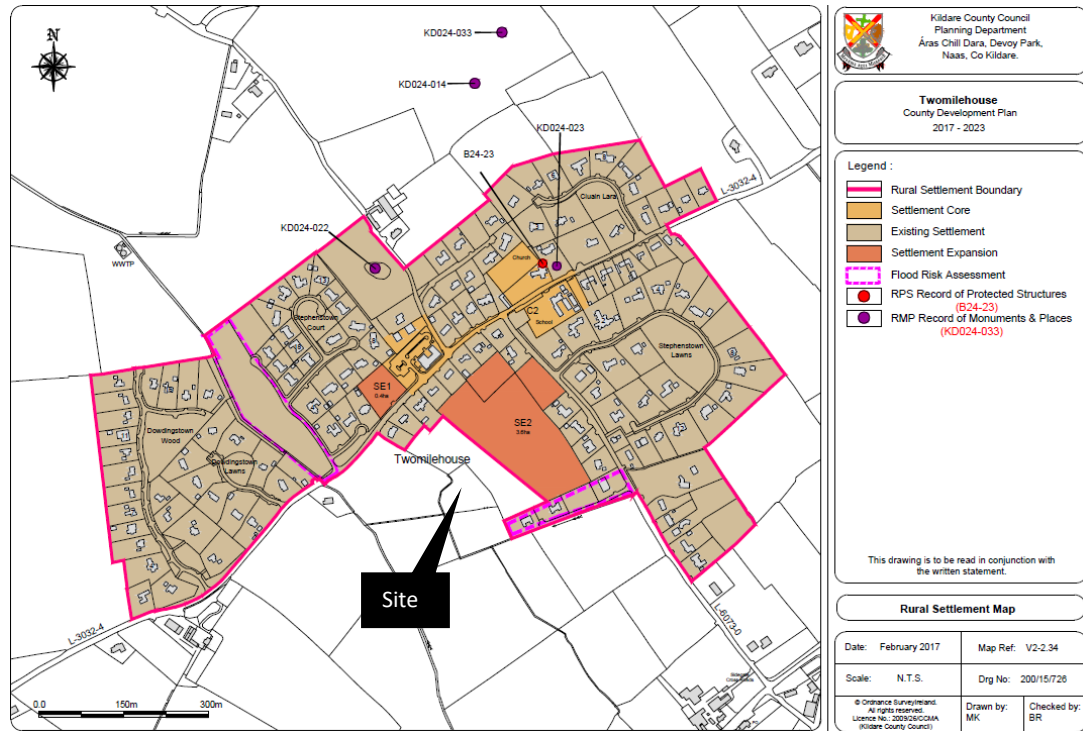 N
KD024-033
KD024-014
KD024-023
B24-23
KD024-022
L-3032-4
Cluain Lara
WWTP
Church
Stephenstown
Court
C2
School
Stephenstown
Lawns
SE1
0.4ha
SE2
3.6ha
Dowdingstown
Wood
Dowdingstown
Lawns
Twomilehouse
Site
L-3032-4
L-6073-0
0.0 150m 300m
Kildare County Council
Planning Department
Áras Chill Dara, Devoy Park,
Naas, Co Kildare.
Twomilehouse
County Development Plan
2017 - 2023
Legend :
Rural Settlement Boundary
Settlement Core
Existing Settlement
Settlement Expansion
Flood Risk Assessment
RPS Record of Protected Structures
(B24-23)
RMP Record of Monuments & Places
(KD024-033)
This drawing is to be read in conjunction with
the written statement.
Rural Settlement Map
Date: February 2017
Map Ref: V2-2.34
Scale: N.T.S.
Drg No: 200/15/726
© Ordnance SurveyIreland.
All rights reserved.
Licence No.: 2009/26/CCMA
(Kildare County Council)
Drawn by:
MK
Checked by:
BR